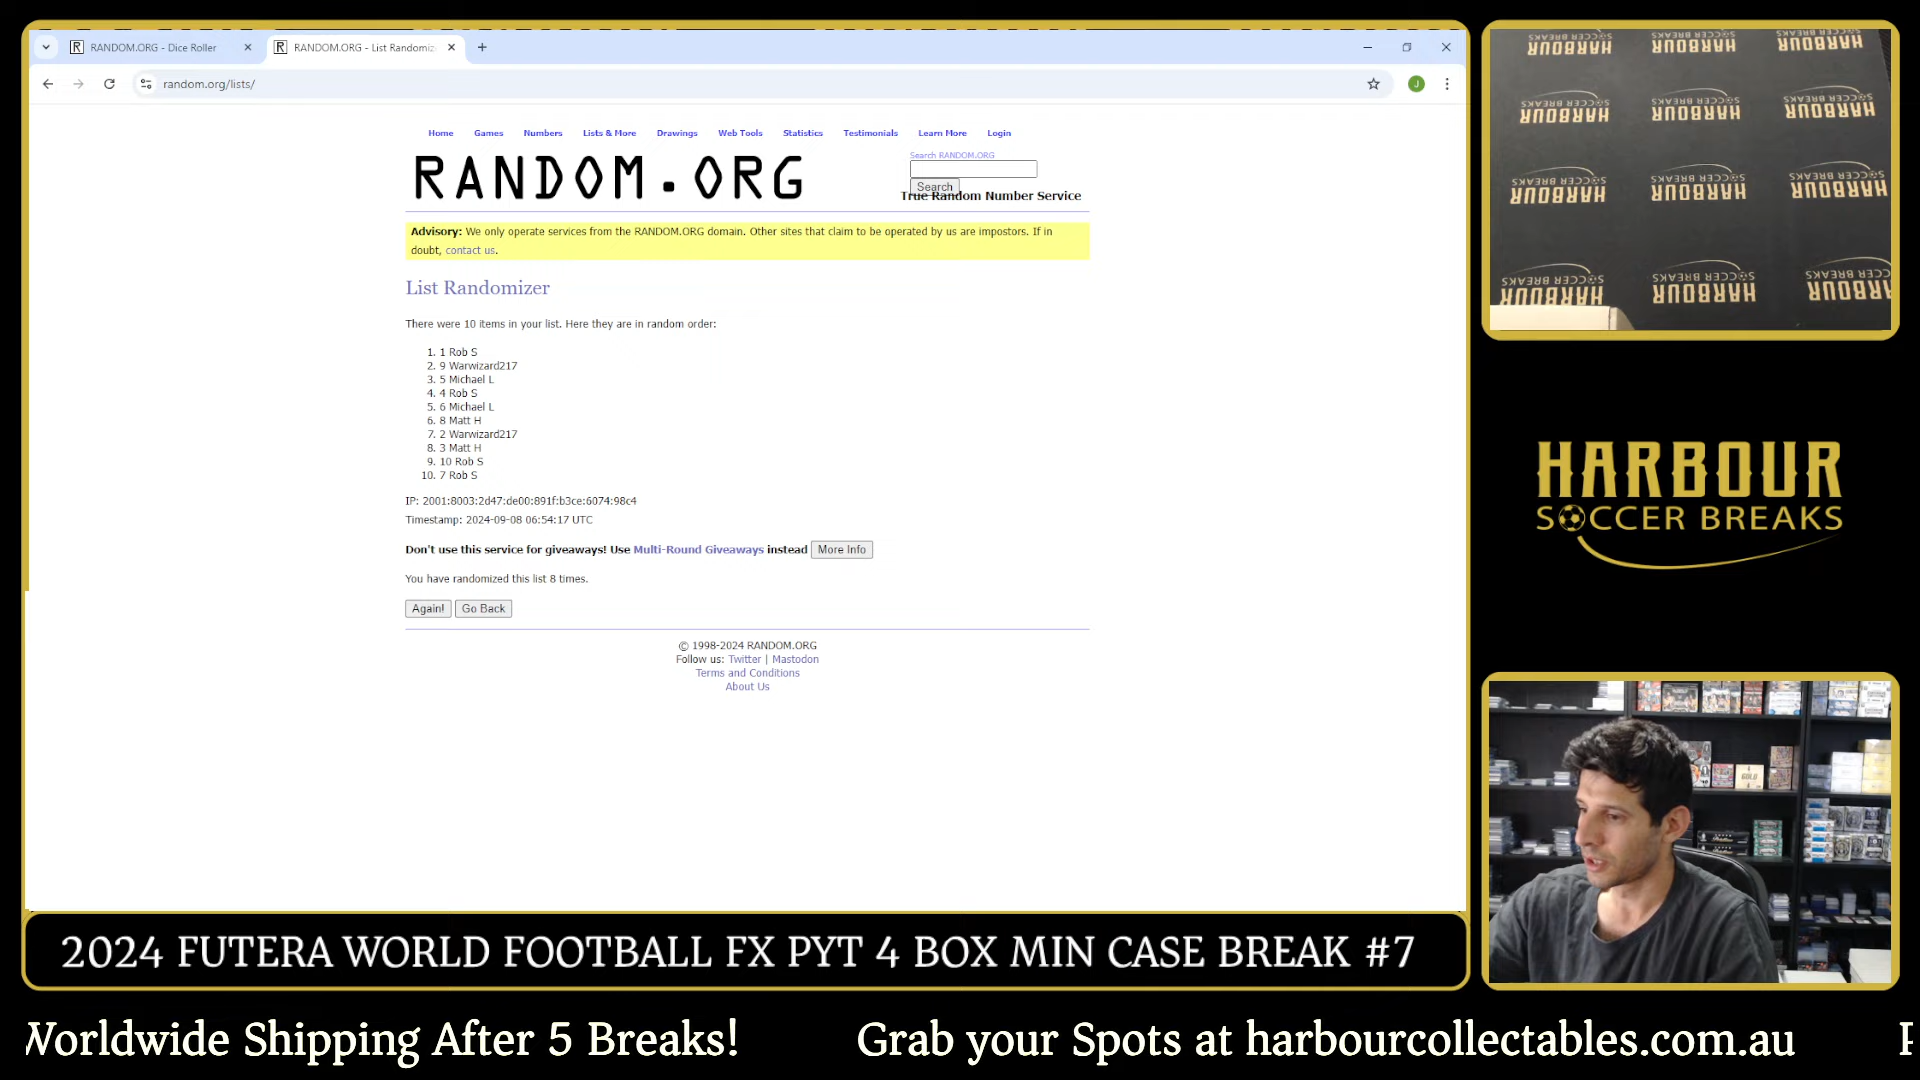 RANDOM.ORG - Dice Roller
RANDOM.ORG - List Randomiz
random.org/lists/
J
Home Games Numbers Lists & More Drawings Web Tools Statistics Testimonials Learn More Login
RANDOM.ORG
Search RANDOM.ORG
Search
True Random Number Service
Advisory: We only operate services from the RANDOM.ORG domain. Other sites that claim to be operated by us are impostors. If in
doubt, contact us.
List Randomizer
There were 10 items in your list. Here they are in random order:
1. 1 Rob S
2. 9 Warwizard217
3. 5 Michael L
4. 4 Rob S
5. 6 Michael L
6. 8 Matt H
7. 2 Warwizard217
8. 3 Matt H
9. 10 Rob S
10. 7 Rob S
IP: 2001:8003:2d47:de00:891f:b3ce:6074:98c4
Timestamp: 2024-09-08 06:54:17 UTC
Don't use this service for giveaways! Use Multi-Round Giveaways instead More Info
You have randomized this list 8 times.
Again! Go Back
© 1998-2024 RANDOM.ORG
Follow us: Twitter | Mastodon
Terms and Conditions
About Us
HARBOUR
SOCCER BREAKS
2024 FUTERA WORLD FOOTBALL FX PYT 4 BOX MIN CASE BREAK #7
Worldwide Shipping After 5 Breaks! Grab your Spots at harbourcollectables.com.au